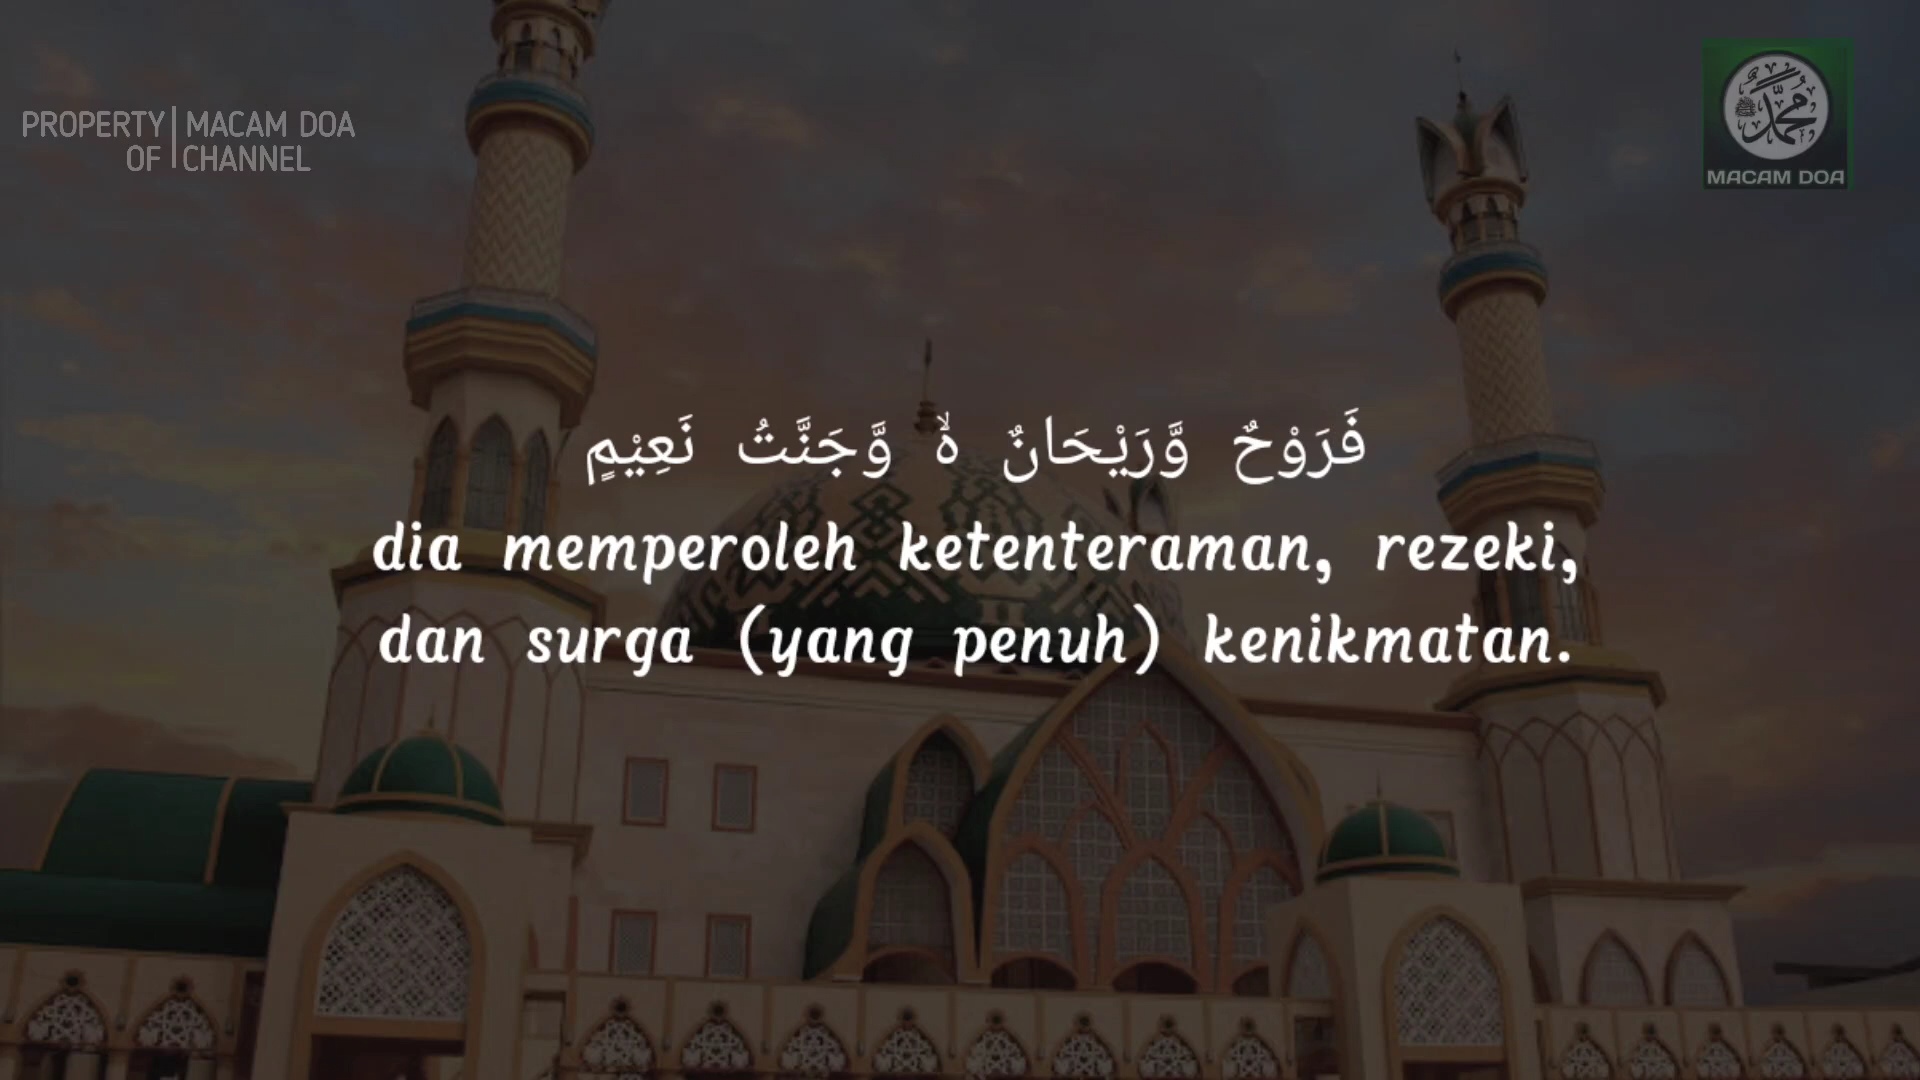 PROPERTY | MACAM DOA
OF | CHANNEL
MACAM DOA
فَرَوْحٌ وَّرَيْحَانٌ ەۙ وَّجَنَّتُ نَعِيْمٍ
dia memperoleh ketenteraman, rezeki,
dan surga (yang penuh) kenikmatan.